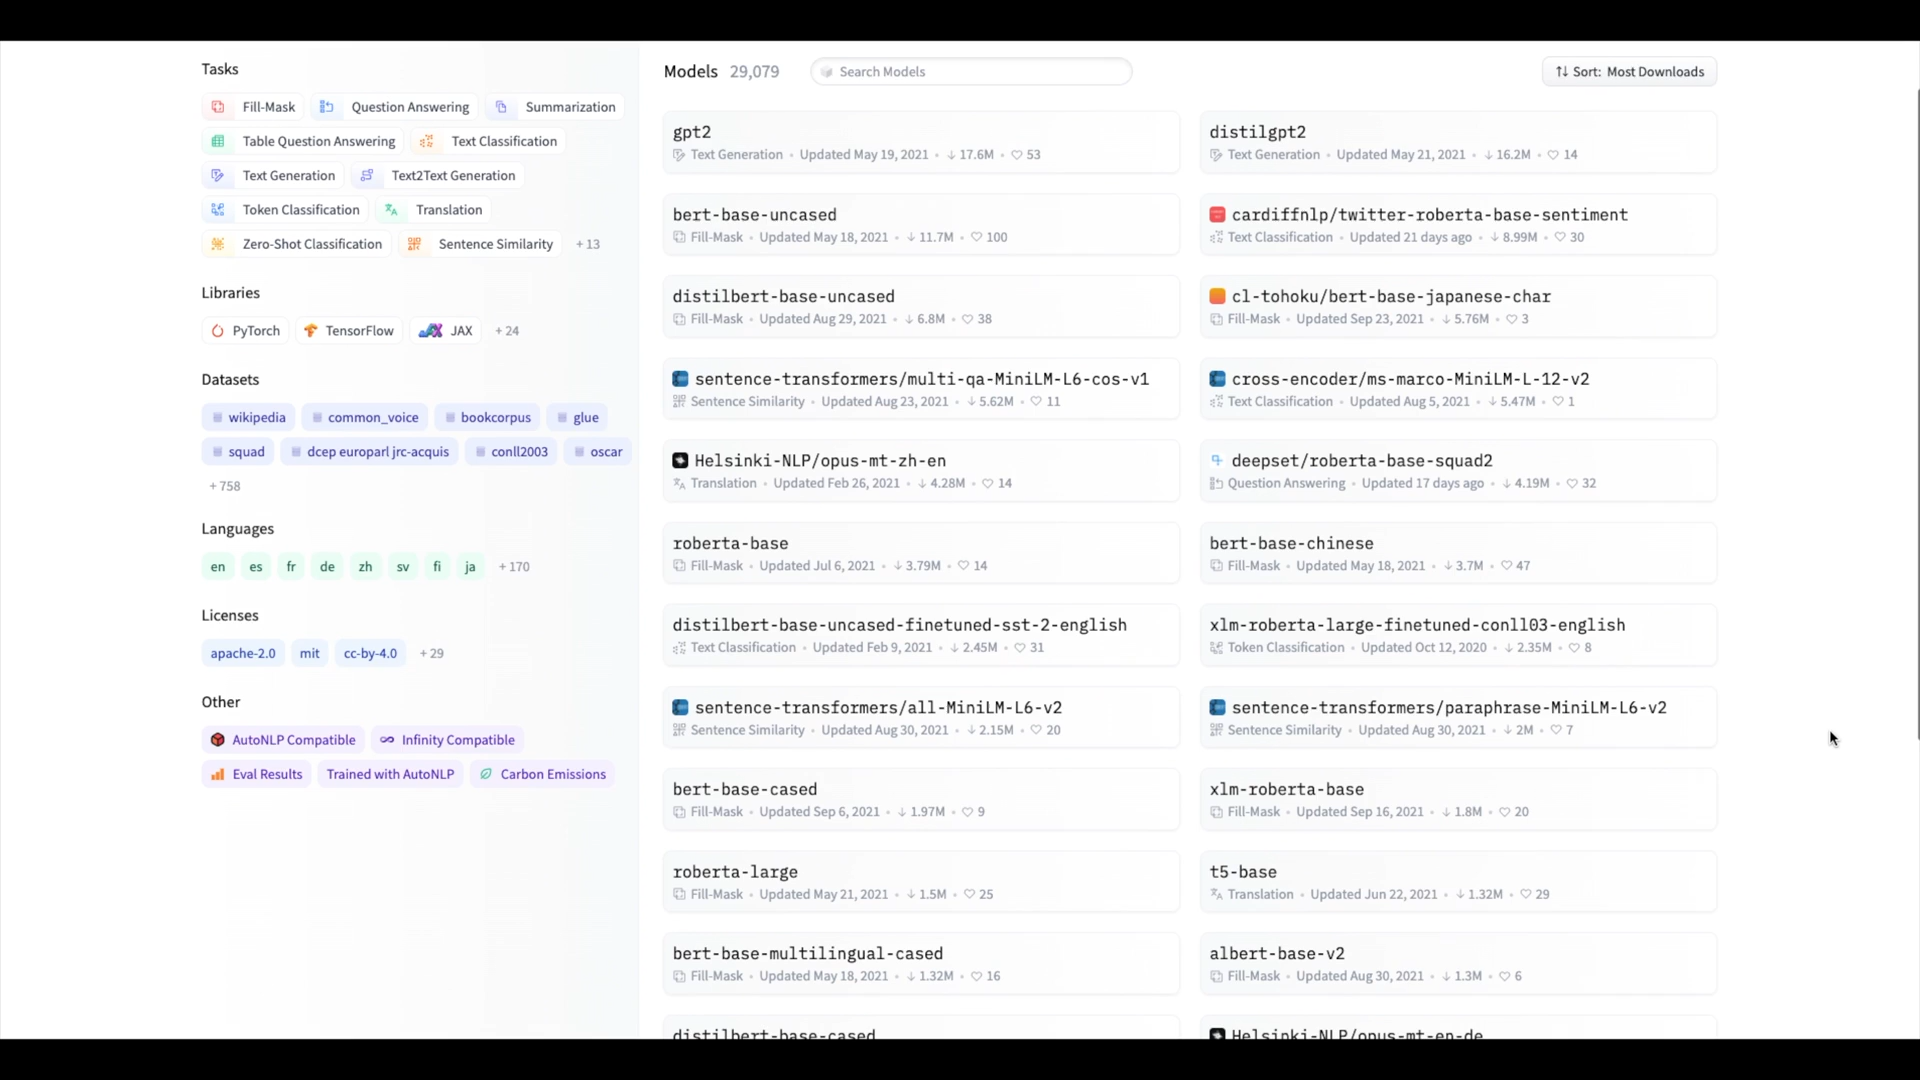 Tasks
Fill-Mask Question Answering Summarization
Table Question Answering Text Classification
Text Generation Text2Text Generation
Token Classification Translation
Zero-Shot Classification Sentence Similarity + 13
Libraries
PyTorch TensorFlow JAX + 24
Datasets
wikipedia common_voice bookcorpus glue
squad dcep europarl jrc-acquis conll2003 oscar
+ 758
Languages
en es fr de zh sv fi ja + 170
Licenses
apache-2.0 mit cc-by-4.0 + 29
Other
AutoNLP Compatible Infinity Compatible
Eval Results Trained with AutoNLP Carbon Emissions
Models 29,079 Search Models Sort: Most Downloads
gpt2
Text Generation • Updated May 19, 2021 • ↓ 17.6M • ♡ 53
distilgpt2
Text Generation • Updated May 21, 2021 • ↓ 16.2M • ♡ 14
bert-base-uncased
Fill-Mask • Updated May 18, 2021 • ↓ 11.7M • ♡ 100
cardiffnlp/twitter-roberta-base-sentiment
Text Classification • Updated 21 days ago • ↓ 8.99M • ♡ 30
distilbert-base-uncased
Fill-Mask • Updated Aug 29, 2021 • ↓ 6.8M • ♡ 38
cl-tohoku/bert-base-japanese-char
Fill-Mask • Updated Sep 23, 2021 • ↓ 5.76M • ♡ 3
sentence-transformers/multi-qa-MiniLM-L6-cos-v1
Sentence Similarity • Updated Aug 23, 2021 • ↓ 5.62M • ♡ 11
cross-encoder/ms-marco-MiniLM-L-12-v2
Text Classification • Updated Aug 5, 2021 • ↓ 5.47M • ♡ 1
Helsinki-NLP/opus-mt-zh-en
Translation • Updated Feb 26, 2021 • ↓ 4.28M • ♡ 14
deepset/roberta-base-squad2
Question Answering • Updated 17 days ago • ↓ 4.19M • ♡ 32
roberta-base
Fill-Mask • Updated Jul 6, 2021 • ↓ 3.79M • ♡ 14
bert-base-chinese
Fill-Mask • Updated May 18, 2021 • ↓ 3.7M • ♡ 47
distilbert-base-uncased-finetuned-sst-2-english
Text Classification • Updated Feb 9, 2021 • ↓ 2.45M • ♡ 31
xlm-roberta-large-finetuned-conll03-english
Token Classification • Updated Oct 12, 2020 • ↓ 2.35M • ♡ 8
sentence-transformers/all-MiniLM-L6-v2
Sentence Similarity • Updated Aug 30, 2021 • ↓ 2.15M • ♡ 20
sentence-transformers/paraphrase-MiniLM-L6-v2
Sentence Similarity • Updated Aug 30, 2021 • ↓ 2M • ♡ 7
bert-base-cased
Fill-Mask • Updated Sep 6, 2021 • ↓ 1.97M • ♡ 9
xlm-roberta-base
Fill-Mask • Updated Sep 16, 2021 • ↓ 1.8M • ♡ 20
roberta-large
Fill-Mask • Updated May 21, 2021 • ↓ 1.5M • ♡ 25
t5-base
Translation • Updated Jun 22, 2021 • ↓ 1.32M • ♡ 29
bert-base-multilingual-cased
Fill-Mask • Updated May 18, 2021 • ↓ 1.32M • ♡ 16
albert-base-v2
Fill-Mask • Updated Aug 30, 2021 • ↓ 1.3M • ♡ 6
distilbert-base-cased
Helsinki-NLP/opus-mt-en-de